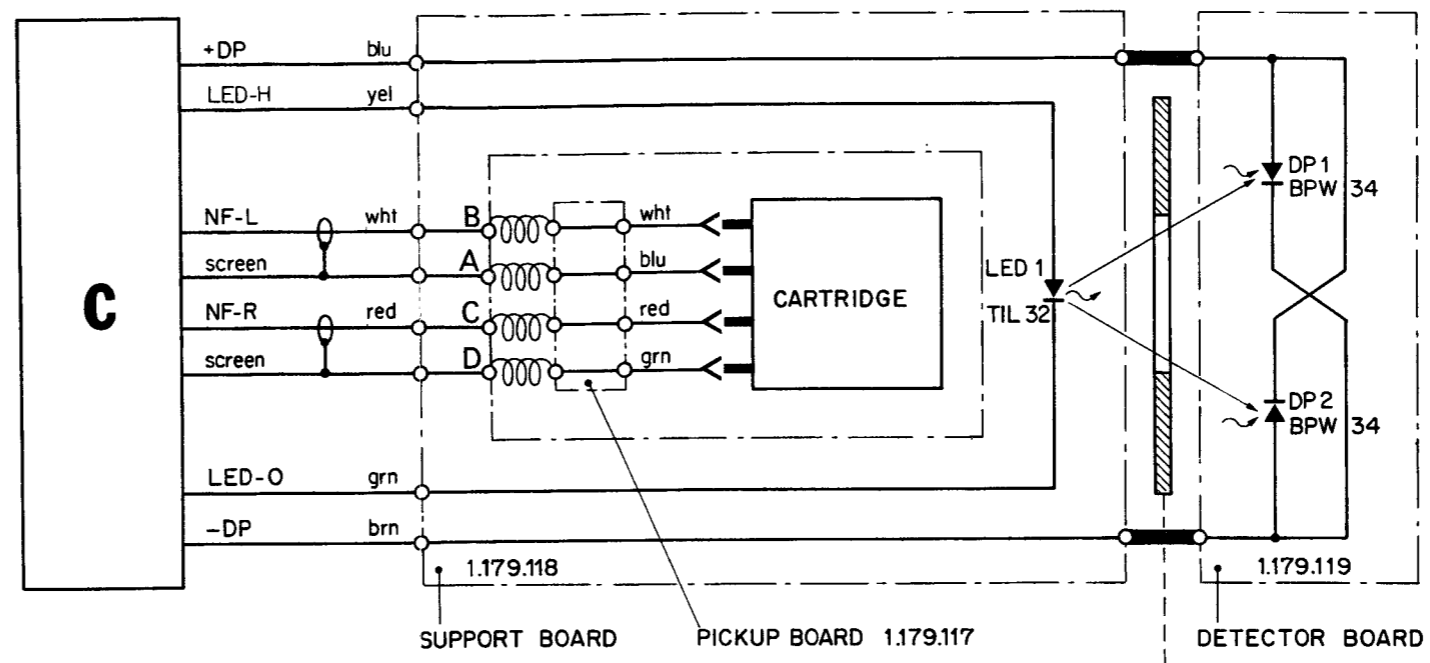 C
+DP blu
LED-H yel
NF-L wht B wht
screen A blu
NF-R red C red
screen D grn
CARTRIDGE
LED 1
TIL 32
DP 1
BPW 34
DP 2
BPW 34
LED-O grn
-DP brn
1.179.118
1.179.119
SUPPORT BOARD
PICKUP BOARD 1.179.117
DETECTOR BOARD